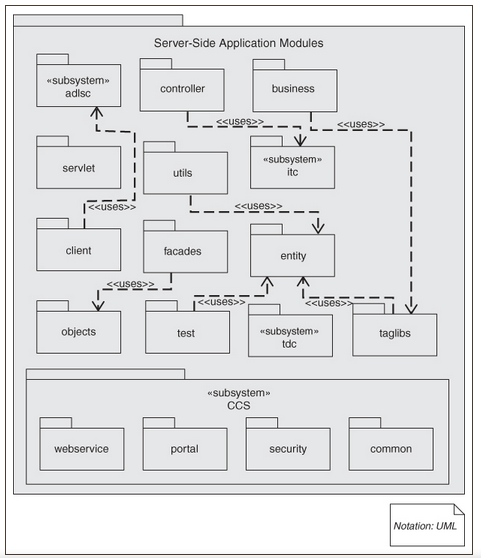 Server-Side Application Modules
«subsystem»
adlsc
controller
business
<<uses>>
<<uses>>
servlet
utils
«subsystem»
itc
<<uses>>
<<uses>>
client
facades
entity
<<uses>>
<<uses>>
<<uses>>
objects
test
«subsystem»
tdc
taglibs
«subsystem»
CCS
webservice
portal
security
common
Notation: UML